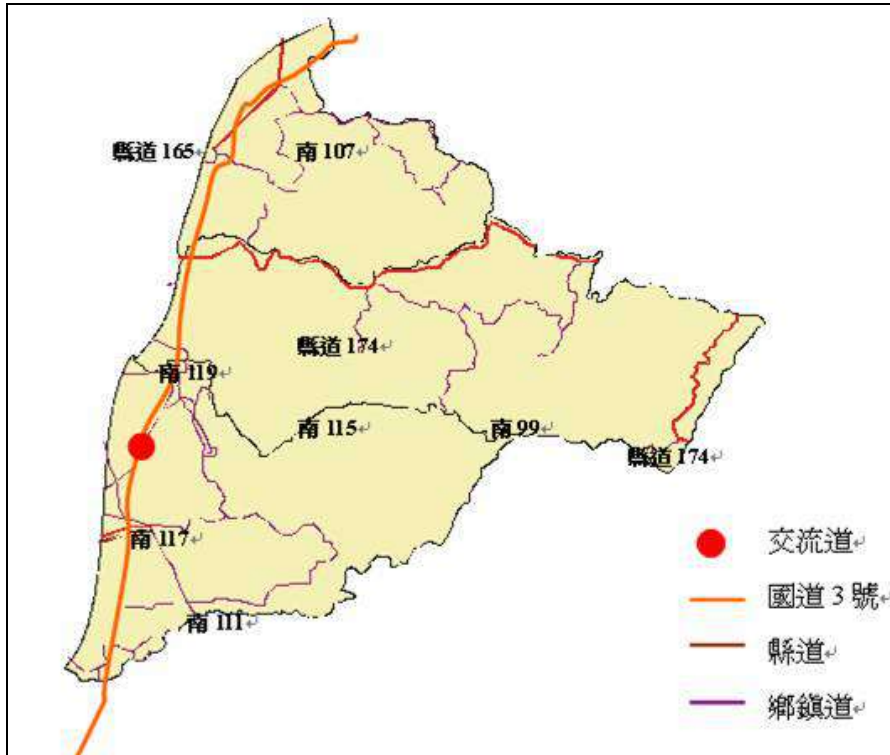 縣道 165
南 107
縣道 174
南 119
南 115
南 99
縣道 174
南 117
南 111
交流道
國道 3 號
縣道
鄉鎮道